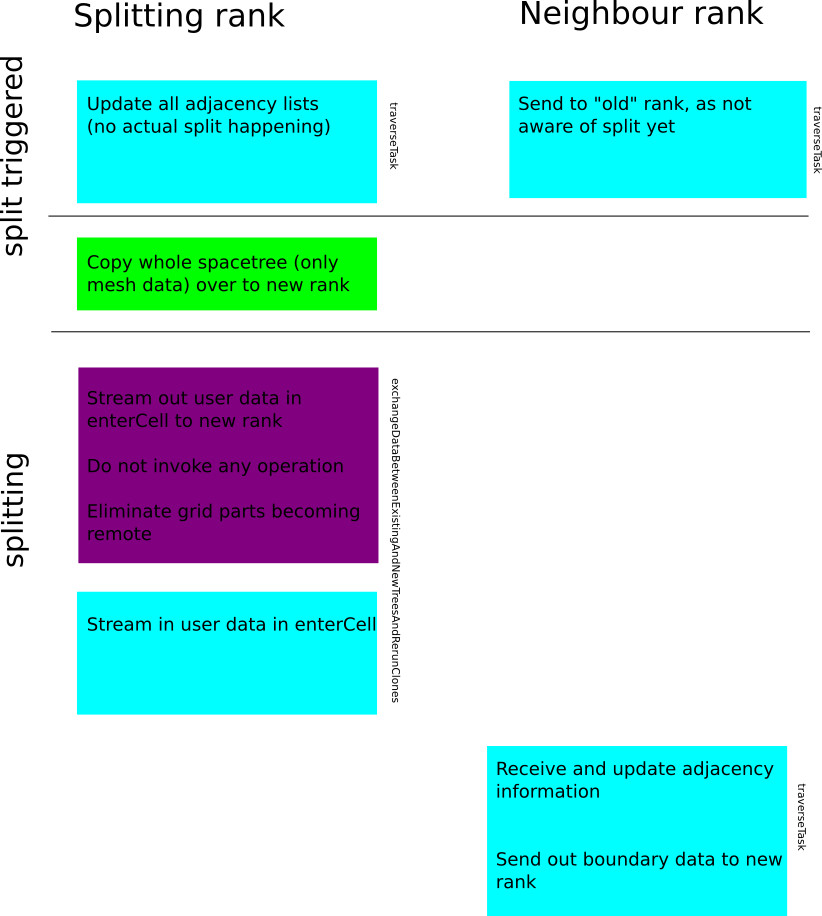 Splitting rank
Neighbour rank
split triggered
Update all adjacency lists
(no actual split happening)
traverseTask
Send to "old" rank, as not
aware of split yet
traverseTask
Copy whole spacetree (only
mesh data) over to new rank
splitting
Stream out user data in
enterCell to new rank
Do not invoke any operation
Eliminate grid parts becoming
remote
exchangeDataBetweenExistingAndNewTreesAndRerunClones
Stream in user data in enterCell
Receive and update adjacency
information
Send out boundary data to new
rank
traverseTask